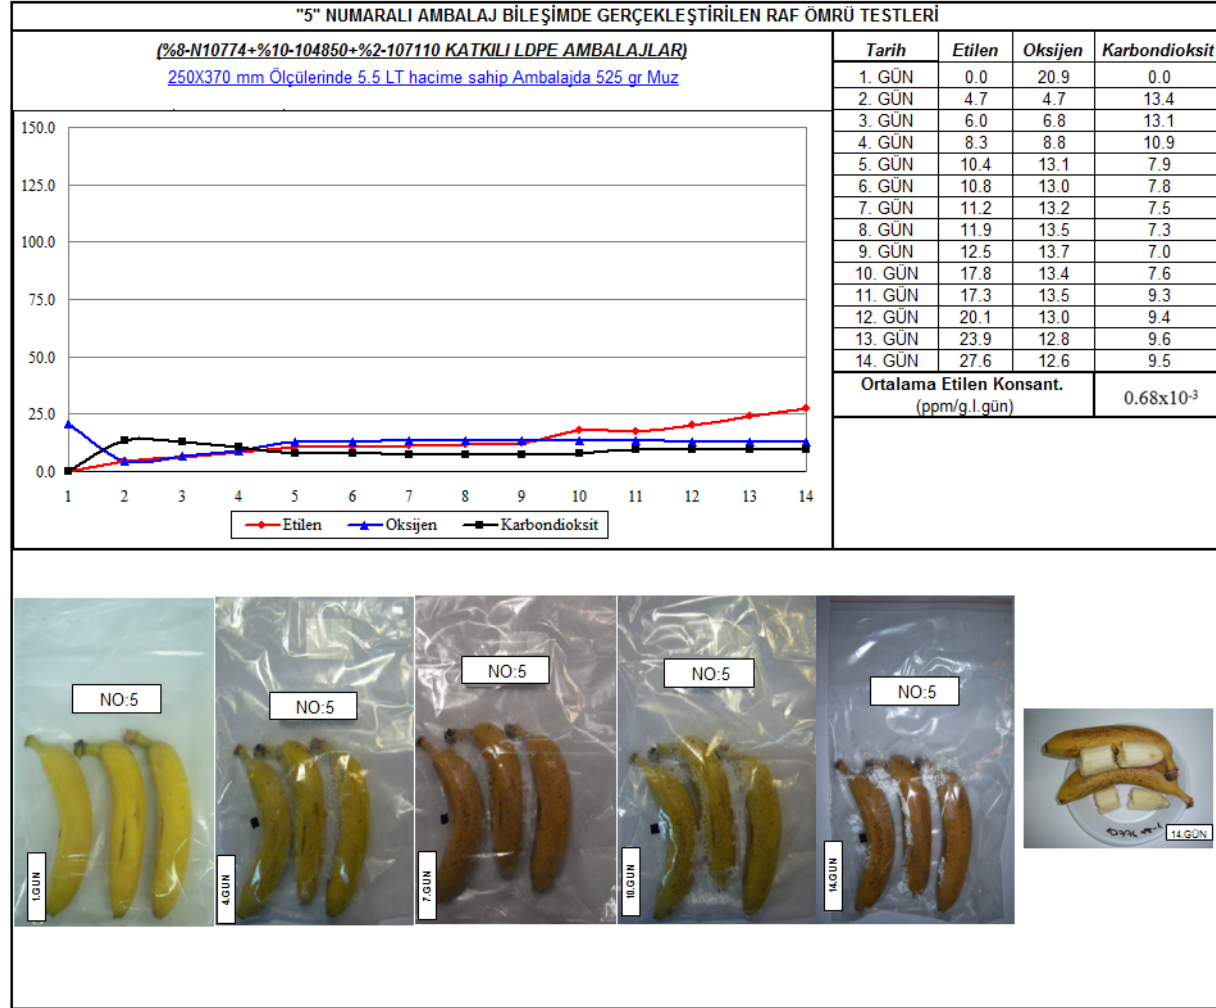 "5" NUMARALI AMBALAJ BİLEŞİMDE GERÇEKLEŞTİRİLEN RAF ÖMRÜ TESTLERİ
(%8-N10774+%10-104850+%2-107110 KATKILI LDPE AMBALAJLAR)
250X370 mm Ölçülerinde 5.5 LT hacime sahip Ambalajda 525 gr Muz
150.0
125.0
100.0
75.0
50.0
25.0
0.0
1 2 3 4 5 6 7 8 9 10 11 12 13 14
Etilen Oksijen Karbondioksit
Tarih Etilen Oksijen Karbondioksit
1. GÜN 0.0 20.9 0.0
2. GÜN 4.7 4.7 13.4
3. GÜN 6.0 6.8 13.1
4. GÜN 8.3 8.8 10.9
5. GÜN 10.4 13.1 7.9
6. GÜN 10.8 13.0 7.8
7. GÜN 11.2 13.2 7.5
8. GÜN 11.9 13.5 7.3
9. GÜN 12.5 13.7 7.0
10. GÜN 17.8 13.4 7.6
11. GÜN 17.3 13.5 9.3
12. GÜN 20.1 13.0 9.4
13. GÜN 23.9 12.8 9.6
14. GÜN 27.6 12.6 9.5
Ortalama Etilen Konsant.
(ppm/g.l.gün)
0.68x10⁻³
NO:5
1.GÜN
NO:5
4.GÜN
NO:5
7.GÜN
NO:5
10.GÜN
NO:5
14.GÜN
14.GÜN